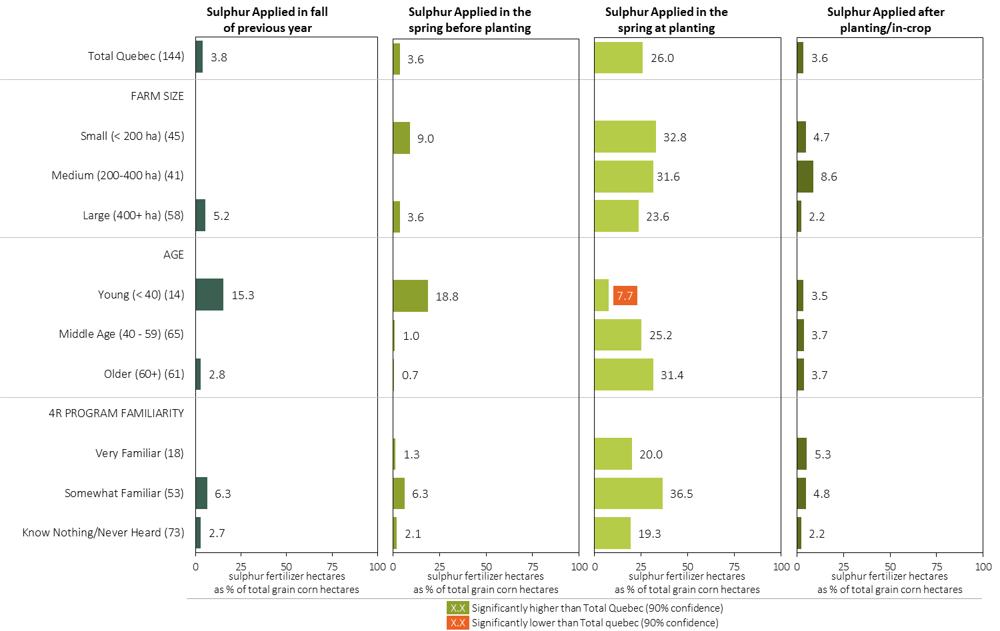 Sulphur Applied in fall
of previous year
Sulphur Applied in the
spring before planting
Sulphur Applied in the
spring at planting
Sulphur Applied after
planting/in-crop
Total Quebec (144) 3.8 3.6 26.0 3.6
FARM SIZE
Small (< 200 ha) (45) 9.0 32.8 4.7
Medium (200-400 ha) (41) 31.6 8.6
Large (400+ ha) (58) 5.2 3.6 23.6 2.2
AGE
Young (< 40) (14) 15.3 18.8 7.7 3.5
Middle Age (40 - 59) (65) 1.0 25.2 3.7
Older (60+) (61) 2.8 0.7 31.4 3.7
4R PROGRAM FAMILIARITY
Very Familiar (18) 1.3 20.0 5.3
Somewhat Familiar (53) 6.3 6.3 36.5 4.8
Know Nothing/Never Heard (73) 2.7 2.1 19.3 2.2
0 25 50 75 100 0 25 50 75 100 0 25 50 75 100 0 25 50 75 100
sulphur fertilizer hectares
as % of total grain corn hectares
sulphur fertilizer hectares
as % of total grain corn hectares
sulphur fertilizer hectares
as % of total grain corn hectares
sulphur fertilizer hectares
as % of total grain corn hectares
X.X Significantly higher than Total Quebec (90% confidence)
X.X Significantly lower than Total quebec (90% confidence)